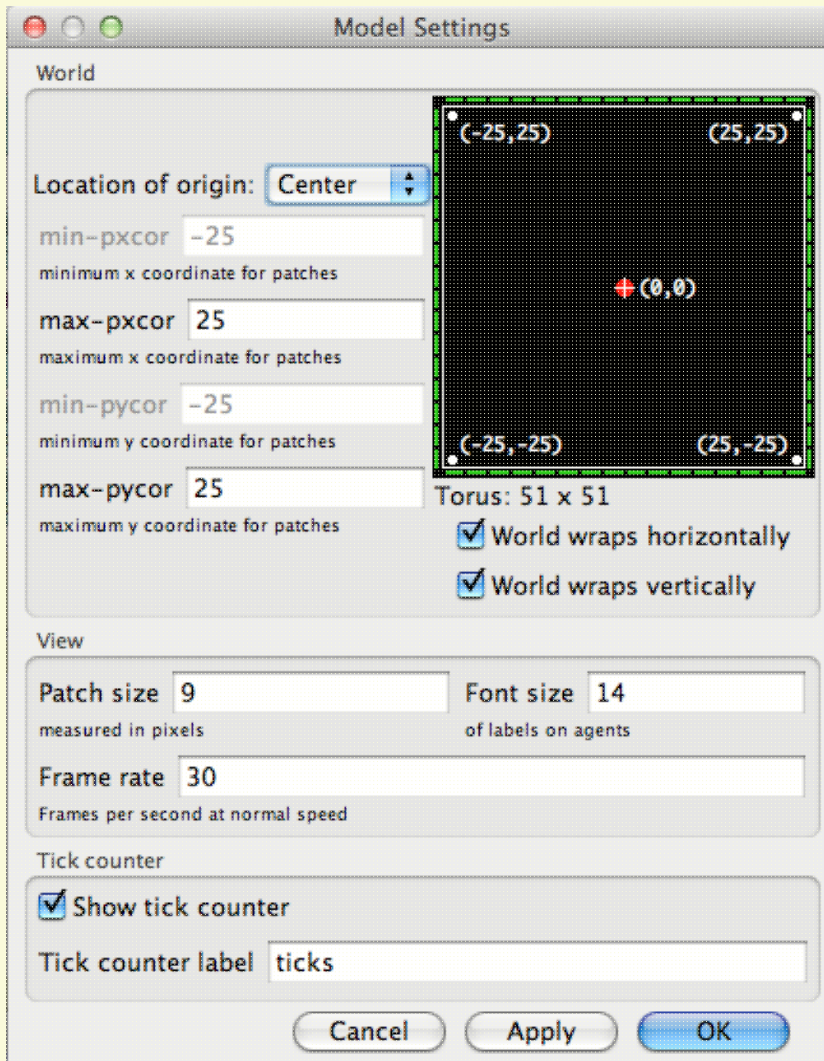 Model Settings
World
Location of origin: Center
min-pxcor -25
minimum x coordinate for patches
max-pxcor 25
maximum x coordinate for patches
min-pycor -25
minimum y coordinate for patches
max-pycor 25
maximum y coordinate for patches
(-25,25) (25,25)
(0,0)
(-25,-25) (25,-25)
Torus: 51 x 51
World wraps horizontally
World wraps vertically
View
Patch size 9
measured in pixels
Font size 14
of labels on agents
Frame rate 30
Frames per second at normal speed
Tick counter
Show tick counter
Tick counter label ticks
Cancel Apply OK